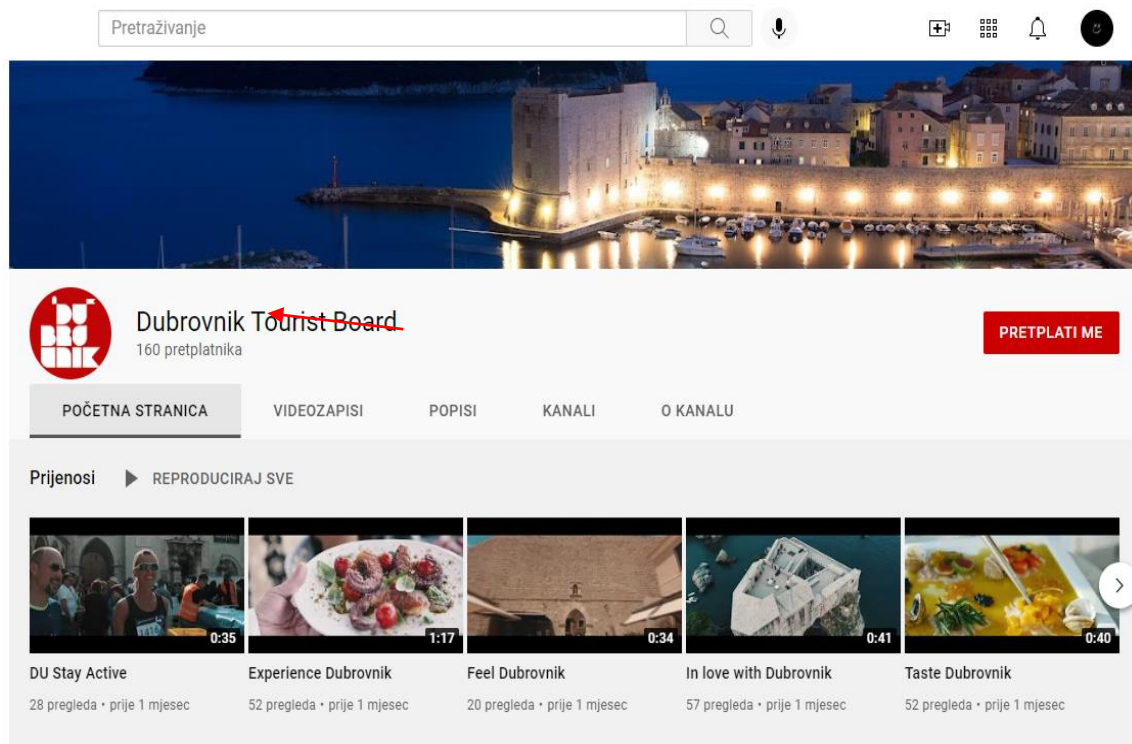 Pretraživanje
DU
BRO
VNIK
Dubrovnik Tourist Board
160 pretplatnika
PRETPLATI ME
POČETNA STRANICA VIDEOZAPISI POPISI KANALI O KANALU
Prijenosi REPRODUCIRAJ SVE
0:35 1:17 0:34 0:41 0:40
DU Stay Active Experience Dubrovnik Feel Dubrovnik In love with Dubrovnik Taste Dubrovnik
28 pregleda • prije 1 mjesec 52 pregleda • prije 1 mjesec 20 pregleda • prije 1 mjesec 57 pregleda • prije 1 mjesec 52 pregleda • prije 1 mjesec